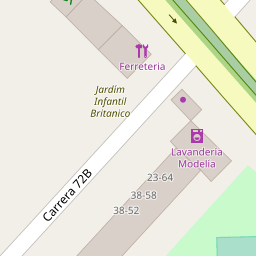 Ferreteria
Jardim
Infantil
Britanico
Lavandería
Modelia
23-64
38-58
38-52
Carrera 72B